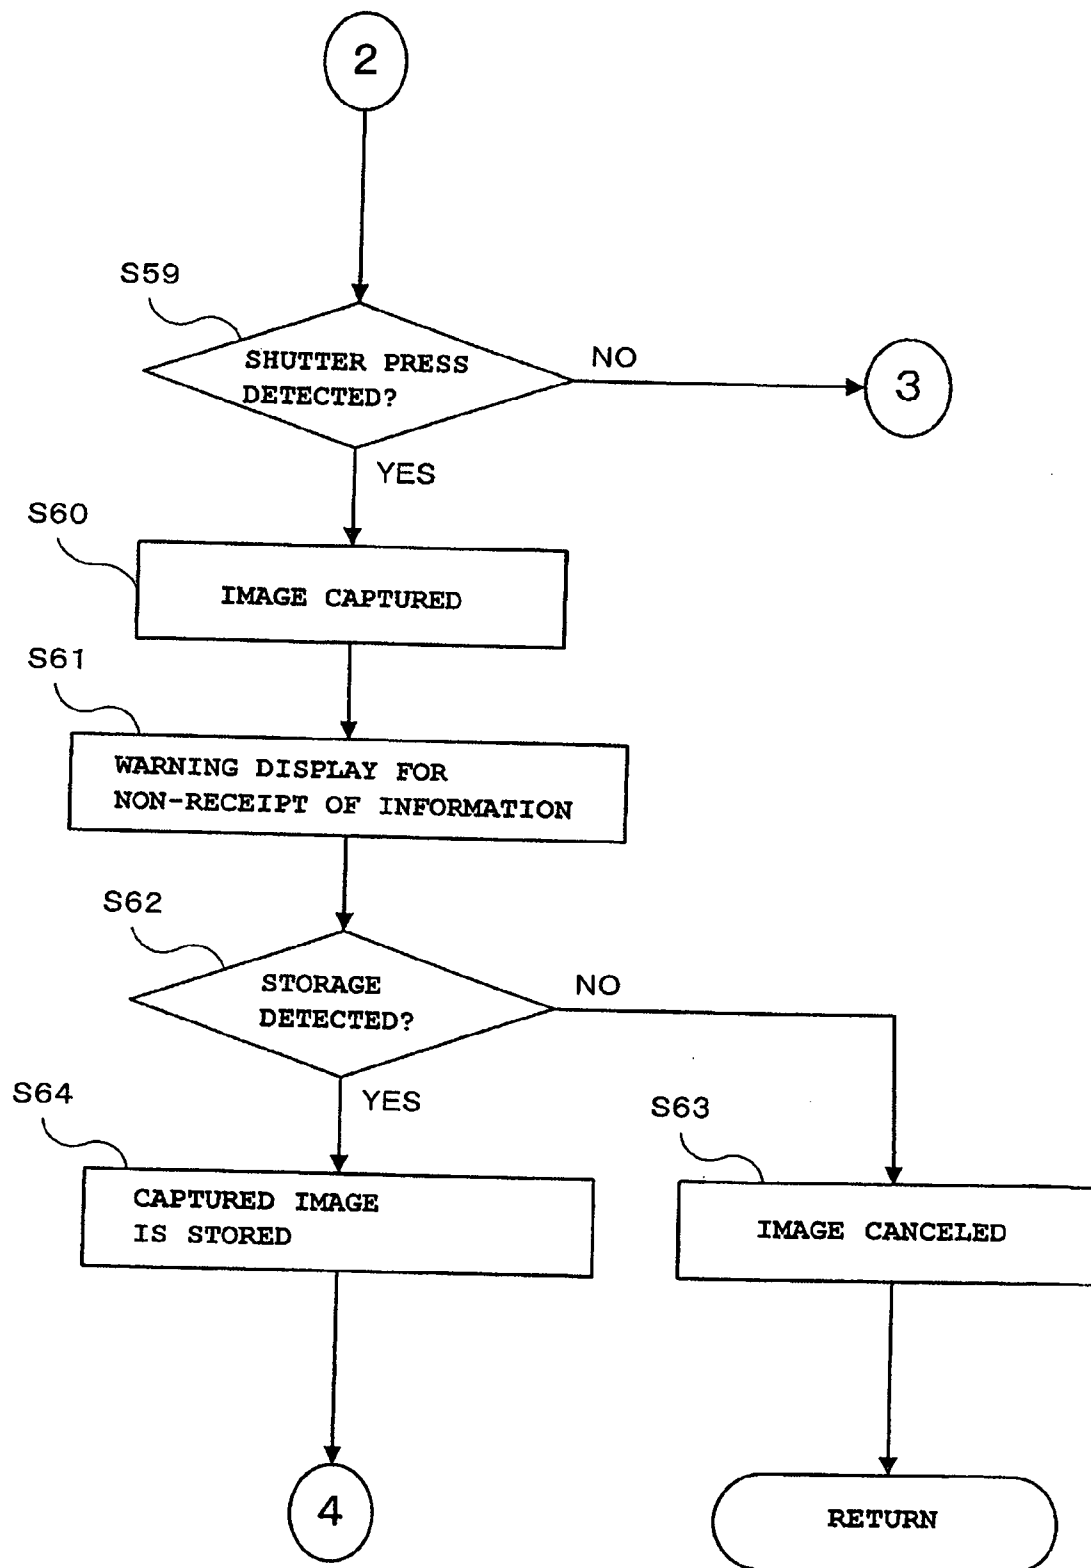 2
S59
SHUTTER PRESS
DETECTED?
NO
3
YES
S60
IMAGE CAPTURED
S61
WARNING DISPLAY FOR
NON-RECEIPT OF INFORMATION
S62
STORAGE
DETECTED?
NO
YES
S64
CAPTURED IMAGE
IS STORED
S63
IMAGE CANCELED
4
RETURN